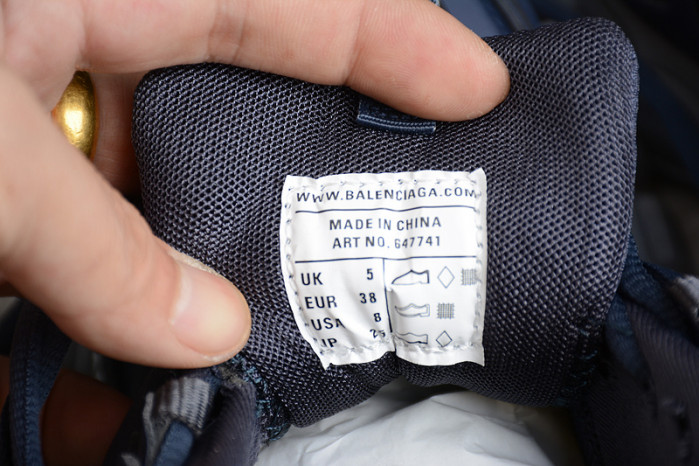 WWW.BALENCIAGA.COM
MADE IN CHINA
ART NO. 647741
UK 5
EUR 38
USA 8